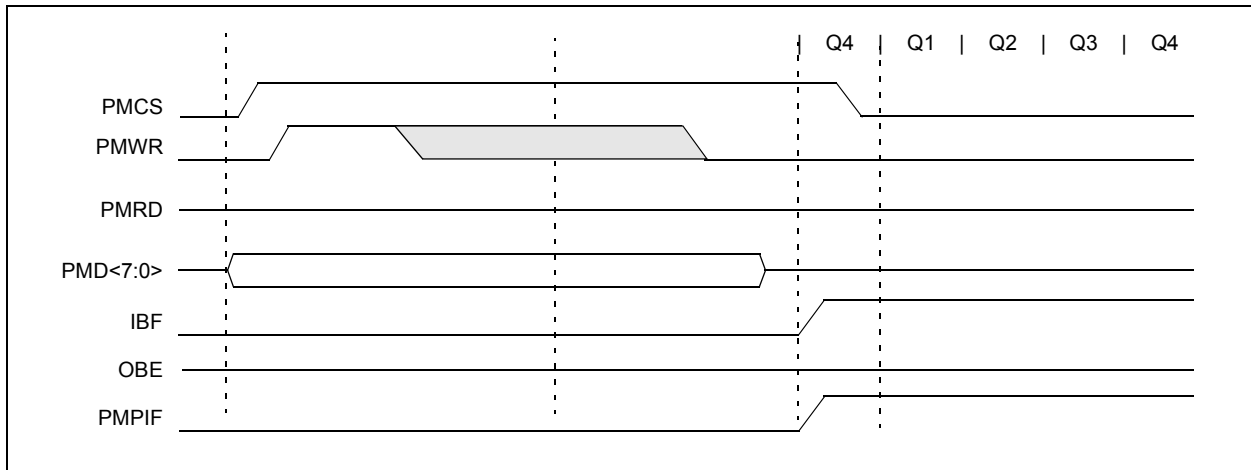 | Q4 | Q1 | Q2 | Q3 | Q4
PMCS
PMWR
PMRD
PMD<7:0>
IBF
OBE
PMPIF